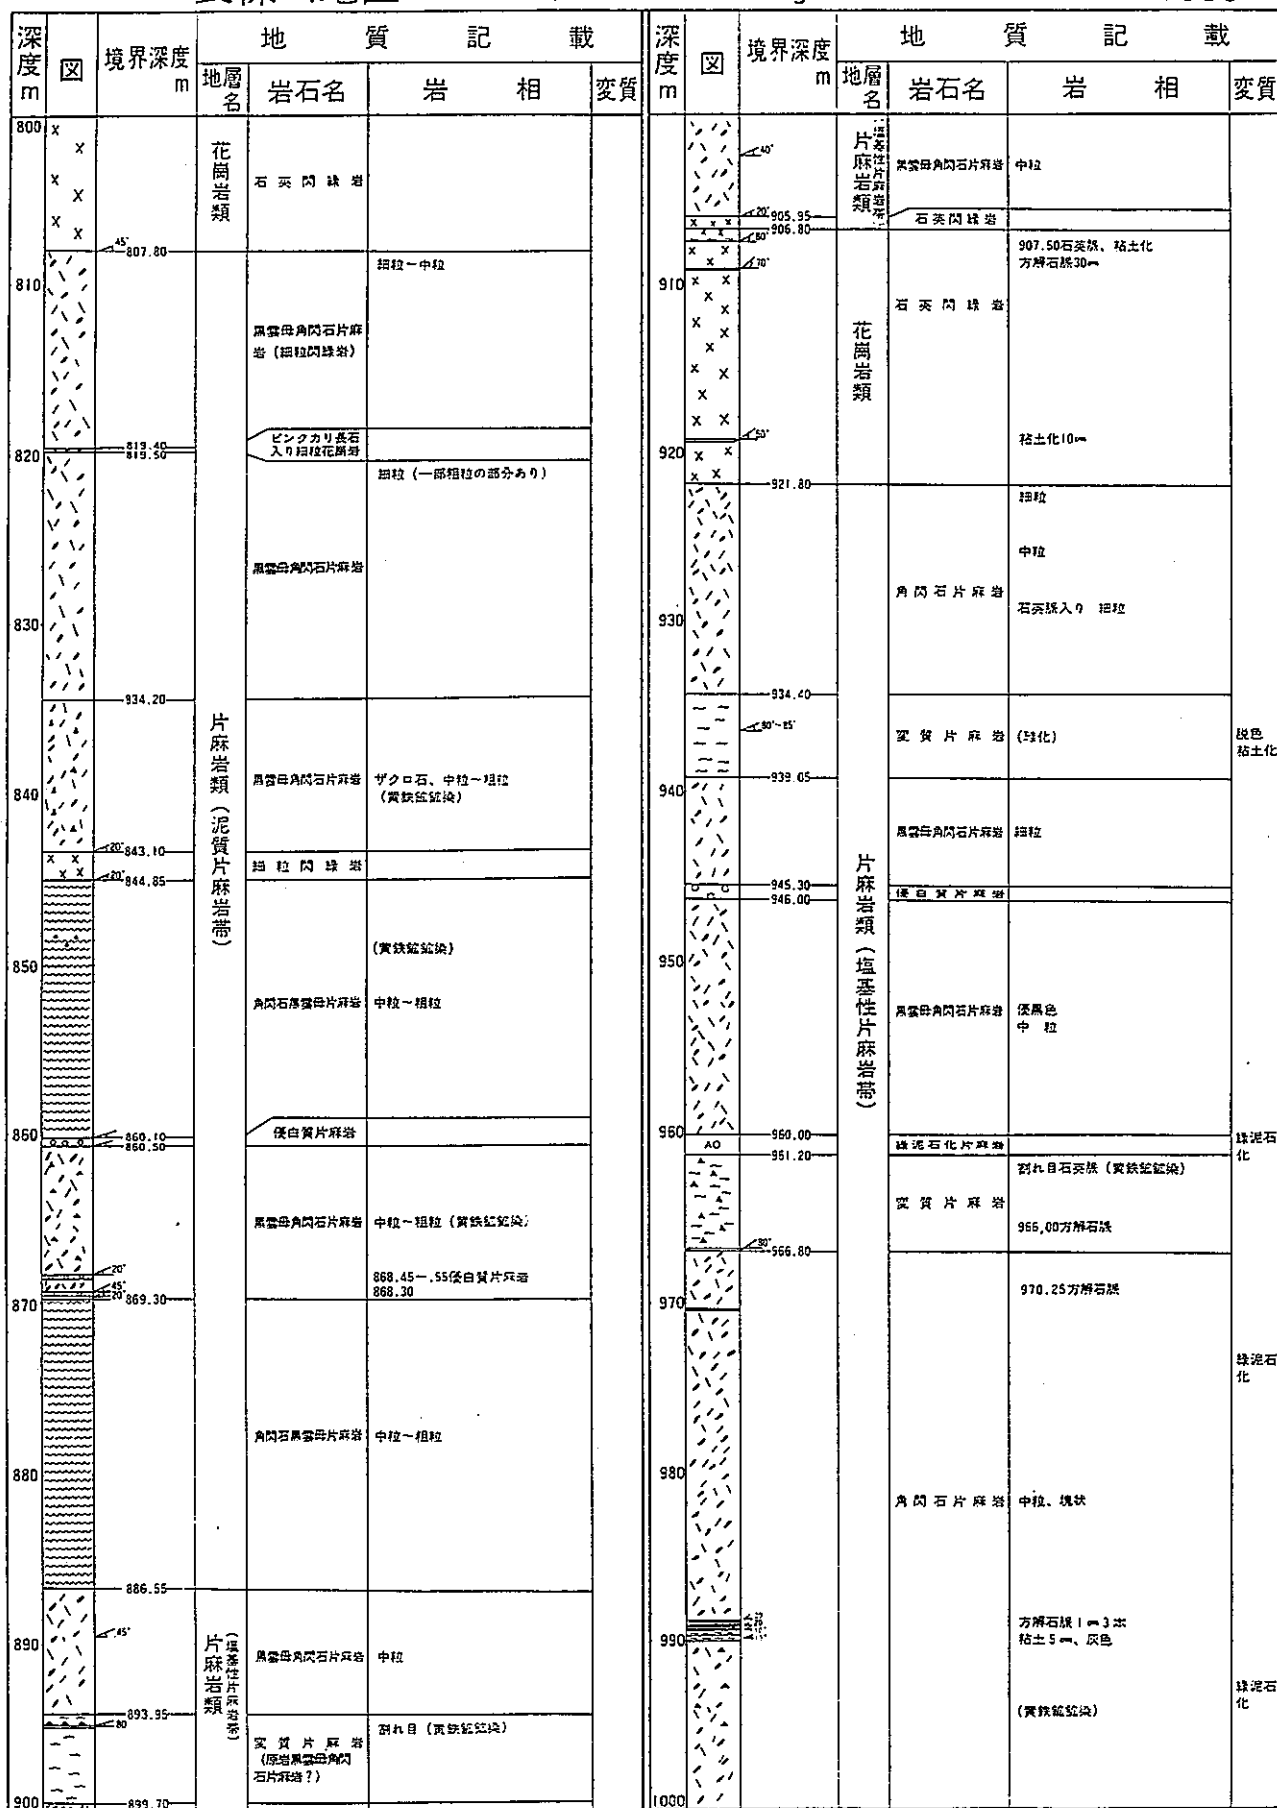 地質記載
深度m
図
境界深度m
地層名
岩石名
岩相
変質
800
花崗岩類
石英閃緑岩
45°
807.80
細粒~中粒
810
黒雲母角閃石片麻
岩(細粒閃緑岩)
819.40
819.50
ピンクカリ長石
入り細粒花崗岩
820
細粒(一部粗粒の部分あり)
黒雲母角閃石片麻岩
830
934.20
片麻岩類(泥質片麻岩帯)
黒雲母角閃石片麻岩
ザクロ石、中粒~粗粒
(黄鉄鉱鉱染)
840
20°
843.10
細粒閃緑岩
20°
844.85
(黄鉄鉱鉱染)
850
角閃石黒雲母片麻岩
中粒~粗粒
優白質片麻岩
860
860.10
860.50
黒雲母角閃石片麻岩
中粒~粗粒(黄鉄鉱鉱染)
20°
868.45―.55優白質片麻岩
45°
868.30
20°
869.30
870
角閃石黒雲母片麻岩
中粒~粗粒
880
886.55
890
45°
片麻岩類(塩基性片麻岩帯)
黒雲母角閃石片麻岩
中粒
893.95
80
割れ目(黄鉄鉱鉱染)
変質片麻岩
(原岩黒雲母角閃
石片麻岩?)
900
899.70
地質記載
深度m
図
境界深度m
地層名
岩石名
岩相
変質
40°
片麻岩類(塩基性片麻岩帯)
黒雲母角閃石片麻岩
中粒
20°
905.95
石英閃緑岩
906.80
907.50石英脈、粘土化
方解石脈30㎜
70°
910
石英閃緑岩
花崗岩類
50°
粘土化10㎜
920
921.80
細粒
中粒
角閃石片麻岩
石英脈入り 細粒
930
934.40
変質片麻岩
(珪化)
脱色
粘土化
939.05
940
黒雲母角閃石片麻岩
細粒
945.30
優白質片麻岩
946.00
片麻岩類(塩基性片麻岩帯)
950
黒雲母角閃石片麻岩
優黒色
中粒
960
960.00
AO
緑泥石化片麻岩
緑泥石
化
961.20
割れ目石英脈(黄鉄鉱鉱染)
変質片麻岩
966,00方解石脈
966.80
970
970.25方解石脈
緑泥石
化
980
角閃石片麻岩
中粒、塊状
方解石脈1㎜3本
粘土5㎜、灰色
990
緑泥石
化
(黄鉄鉱鉱染)
1000